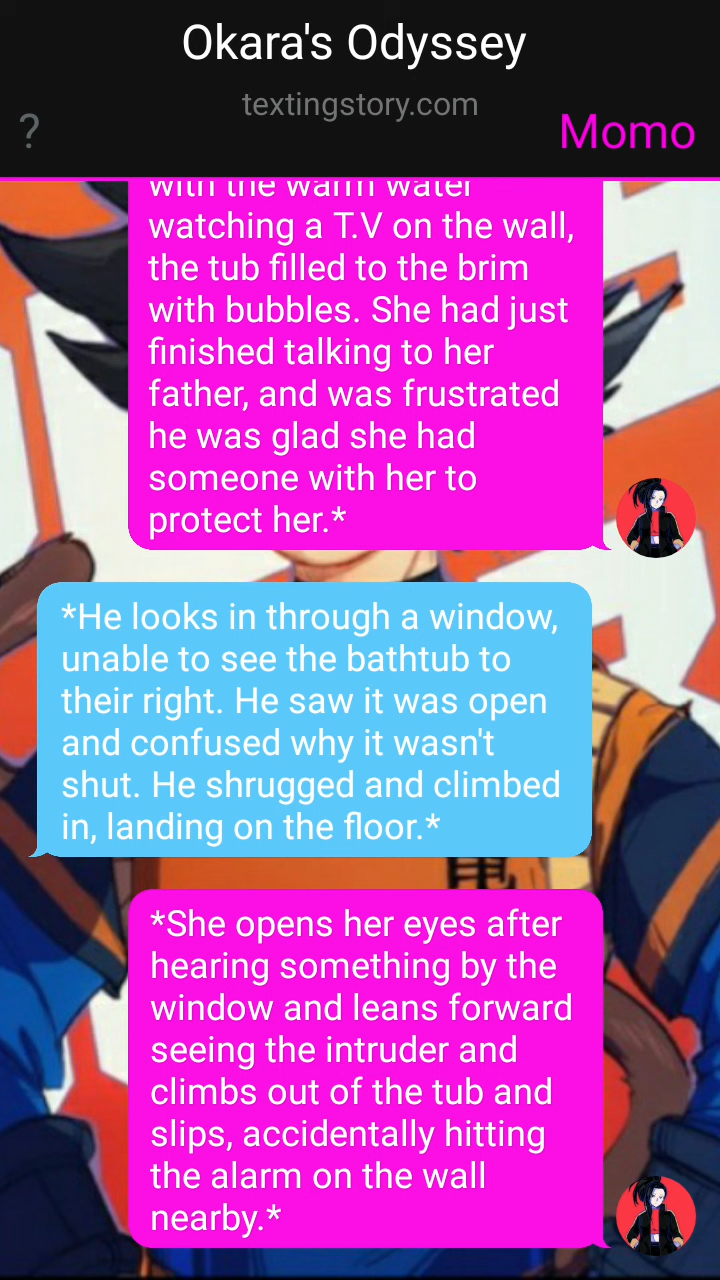 Okara's Odyssey
textingstory.com
?
Momo
with the warm water
watching a T.V on the wall,
the tub filled to the brim
with bubbles. She had just
finished talking to her
father, and was frustrated
he was glad she had
someone with her to
protect her.*
*He looks in through a window,
unable to see the bathtub to
their right. He saw it was open
and confused why it wasn't
shut. He shrugged and climbed
in, landing on the floor.*
*She opens her eyes after
hearing something by the
window and leans forward
seeing the intruder and
climbs out of the tub and
slips, accidentally hitting
the alarm on the wall
nearby.*